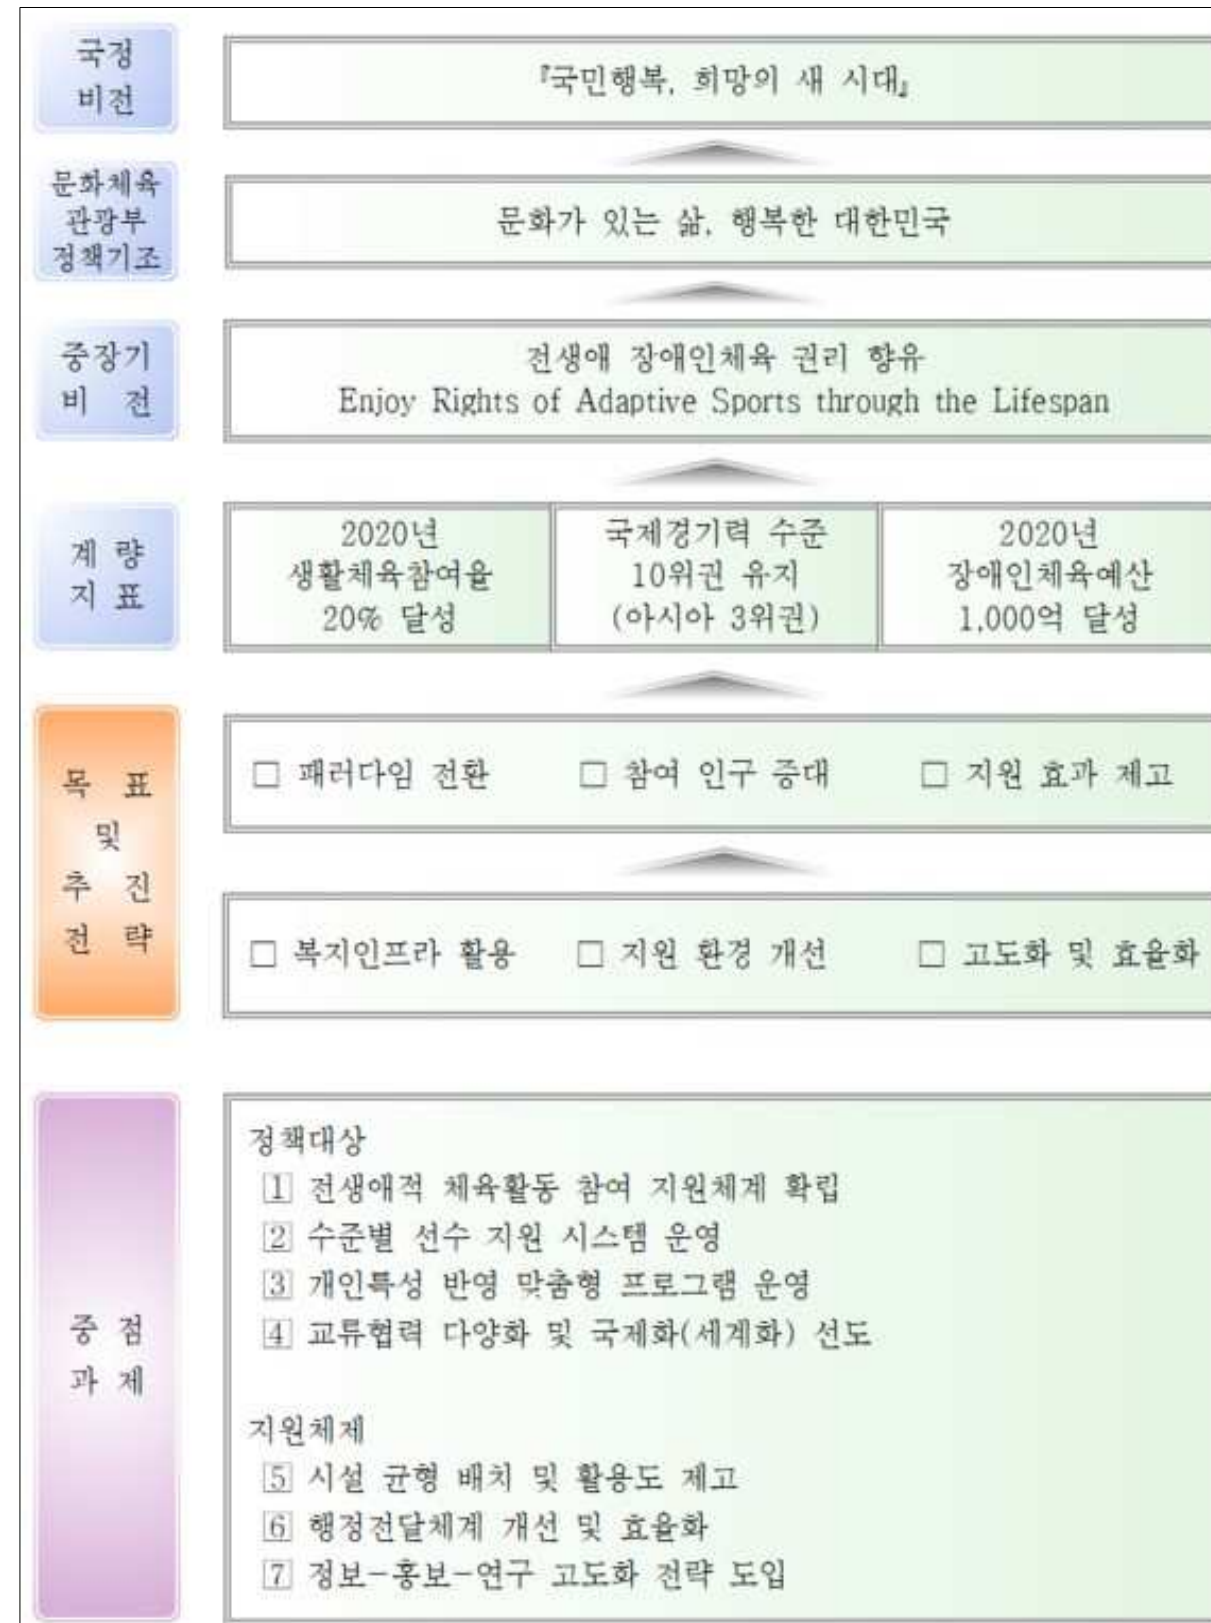 국정
비전
『국민행복, 희망의 새 시대』
문화체육
관광부
정책기조
문화가 있는 삶, 행복한 대한민국
중장기
비 전
전생애 장애인체육 권리 향유
Enjoy Rights of Adaptive Sports through the Lifespan
계 량
지 표
2020년
생활체육참여율
20% 달성
국제경기력 수준
10위권 유지
(아시아 3위권)
2020년
장애인체육예산
1,000억 달성
목 표
및
추 진
전 략
□ 패러다임 전환
□ 참여 인구 증대
□ 지원 효과 제고
□ 복지인프라 활용
□ 지원 환경 개선
□ 고도화 및 효율화
중 점
과 제
정책대상
1 전생애적 체육활동 참여 지원체계 확립
2 수준별 선수 지원 시스템 운영
3 개인특성 반영 맞춤형 프로그램 운영
4 교류협력 다양화 및 국제화(세계화) 선도
지원체제
5 시설 균형 배치 및 활용도 제고
6 행정전달체계 개선 및 효율화
7 정보-홍보-연구 고도화 전략 도입